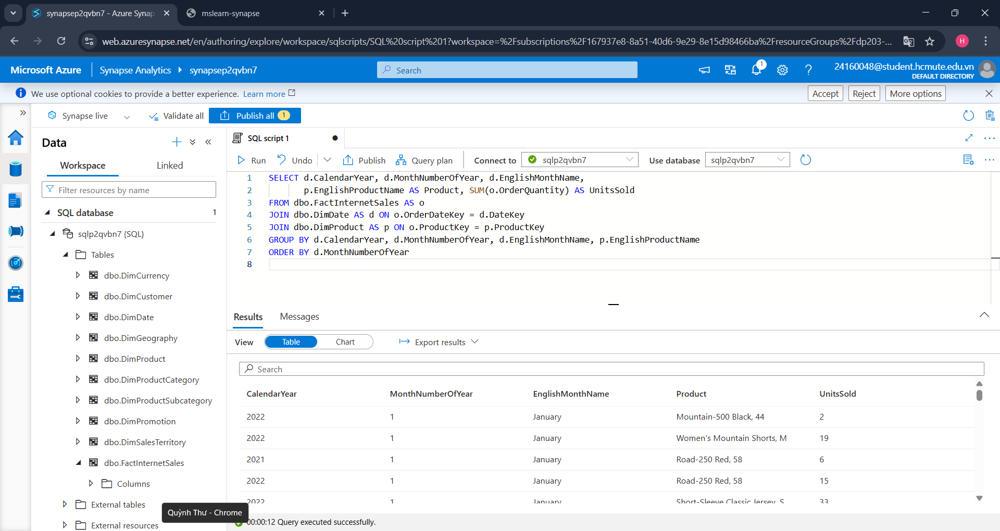 synapsep2qvbn7 - Azure Synap
mslearn-synapse
web.azuresynapse.net/en/authoring/explore/workspace/sqlscripts/SQL%20script%201?workspace=%2Fsubscriptions%2F167937e8-8a51-40d6-9e29-8e15d98466ba%2FresourceGroups%2Fdp203-...
H
Microsoft Azure
Synapse Analytics
synapsep2qvbn7
Search
1
24160048@student.hcmute.edu.vn
DEFAULT DIRECTORY
We use optional cookies to provide a better experience. Learn more
Accept
Reject
More options
Synapse live
Validate all
Publish all 1
Data
Workspace
Linked
Filter resources by name
SQL database 1
sqlp2qvbn7 (SQL)
Tables
dbo.DimCurrency
dbo.DimCustomer
dbo.DimDate
dbo.DimGeography
dbo.DimProduct
dbo.DimProductCategory
dbo.DimProductSubcategory
dbo.DimPromotion
dbo.DimSalesTerritory
dbo.FactInternetSales
Columns
External tables
External resources
Quỳnh Thư - Chrome
SQL script 1
Run
Undo
Publish
Query plan
Connect to
sqlp2qvbn7
Use database
sqlp2qvbn7
1 SELECT d.CalendarYear, d.MonthNumberOfYear, d.EnglishMonthName,
2 p.EnglishProductName AS Product, SUM(o.OrderQuantity) AS UnitsSold
3 FROM dbo.FactInternetSales AS o
4 JOIN dbo.DimDate AS d ON o.OrderDateKey = d.DateKey
5 JOIN dbo.DimProduct AS p ON o.ProductKey = p.ProductKey
6 GROUP BY d.CalendarYear, d.MonthNumberOfYear, d.EnglishMonthName, p.EnglishProductName
7 ORDER BY d.MonthNumberOfYear
8
Results
Messages
View
Table
Chart
Export results
Search
CalendarYear MonthNumberOfYear EnglishMonthName Product UnitsSold
2022 1 January Mountain-500 Black, 44 2
2022 1 January Women's Mountain Shorts, M 19
2021 1 January Road-250 Red, 58 6
2022 1 January Road-250 Red, 58 15
2022 1 January Short-Sleeve Classic Jersey, S 33
00:00:12 Query executed successfully.